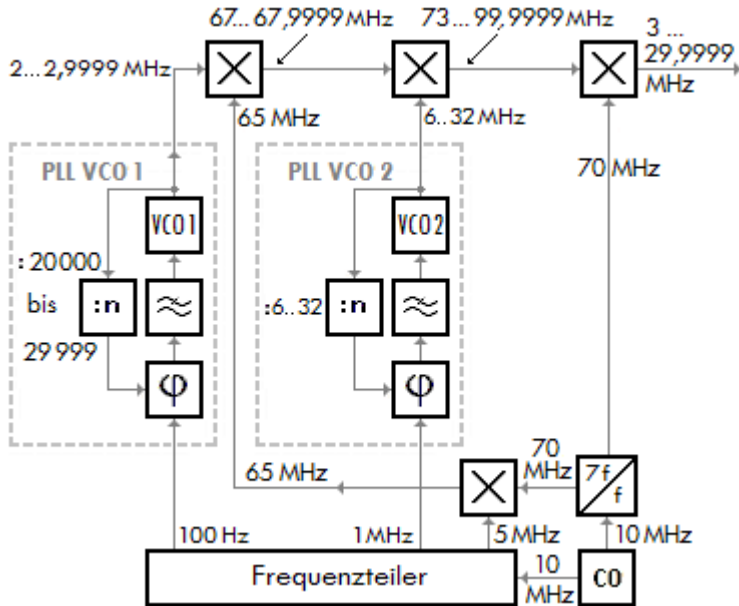 67... 67,9999 MHz
73... 99,9999 MHz
3 ...
29,9999
MHz
2...2,9999 MHz
65 MHz
6..32 MHz
70 MHz
PLL VCO 1
PLL VCO 2
VCO1
VCO2
:20000
bis
29 999
:n
:6..32
:n
φ
φ
65 MHz
70
MHz
7f
f
100 Hz
1MHz
5 MHz
10 MHz
Frequenzteiler
10
MHz
CO